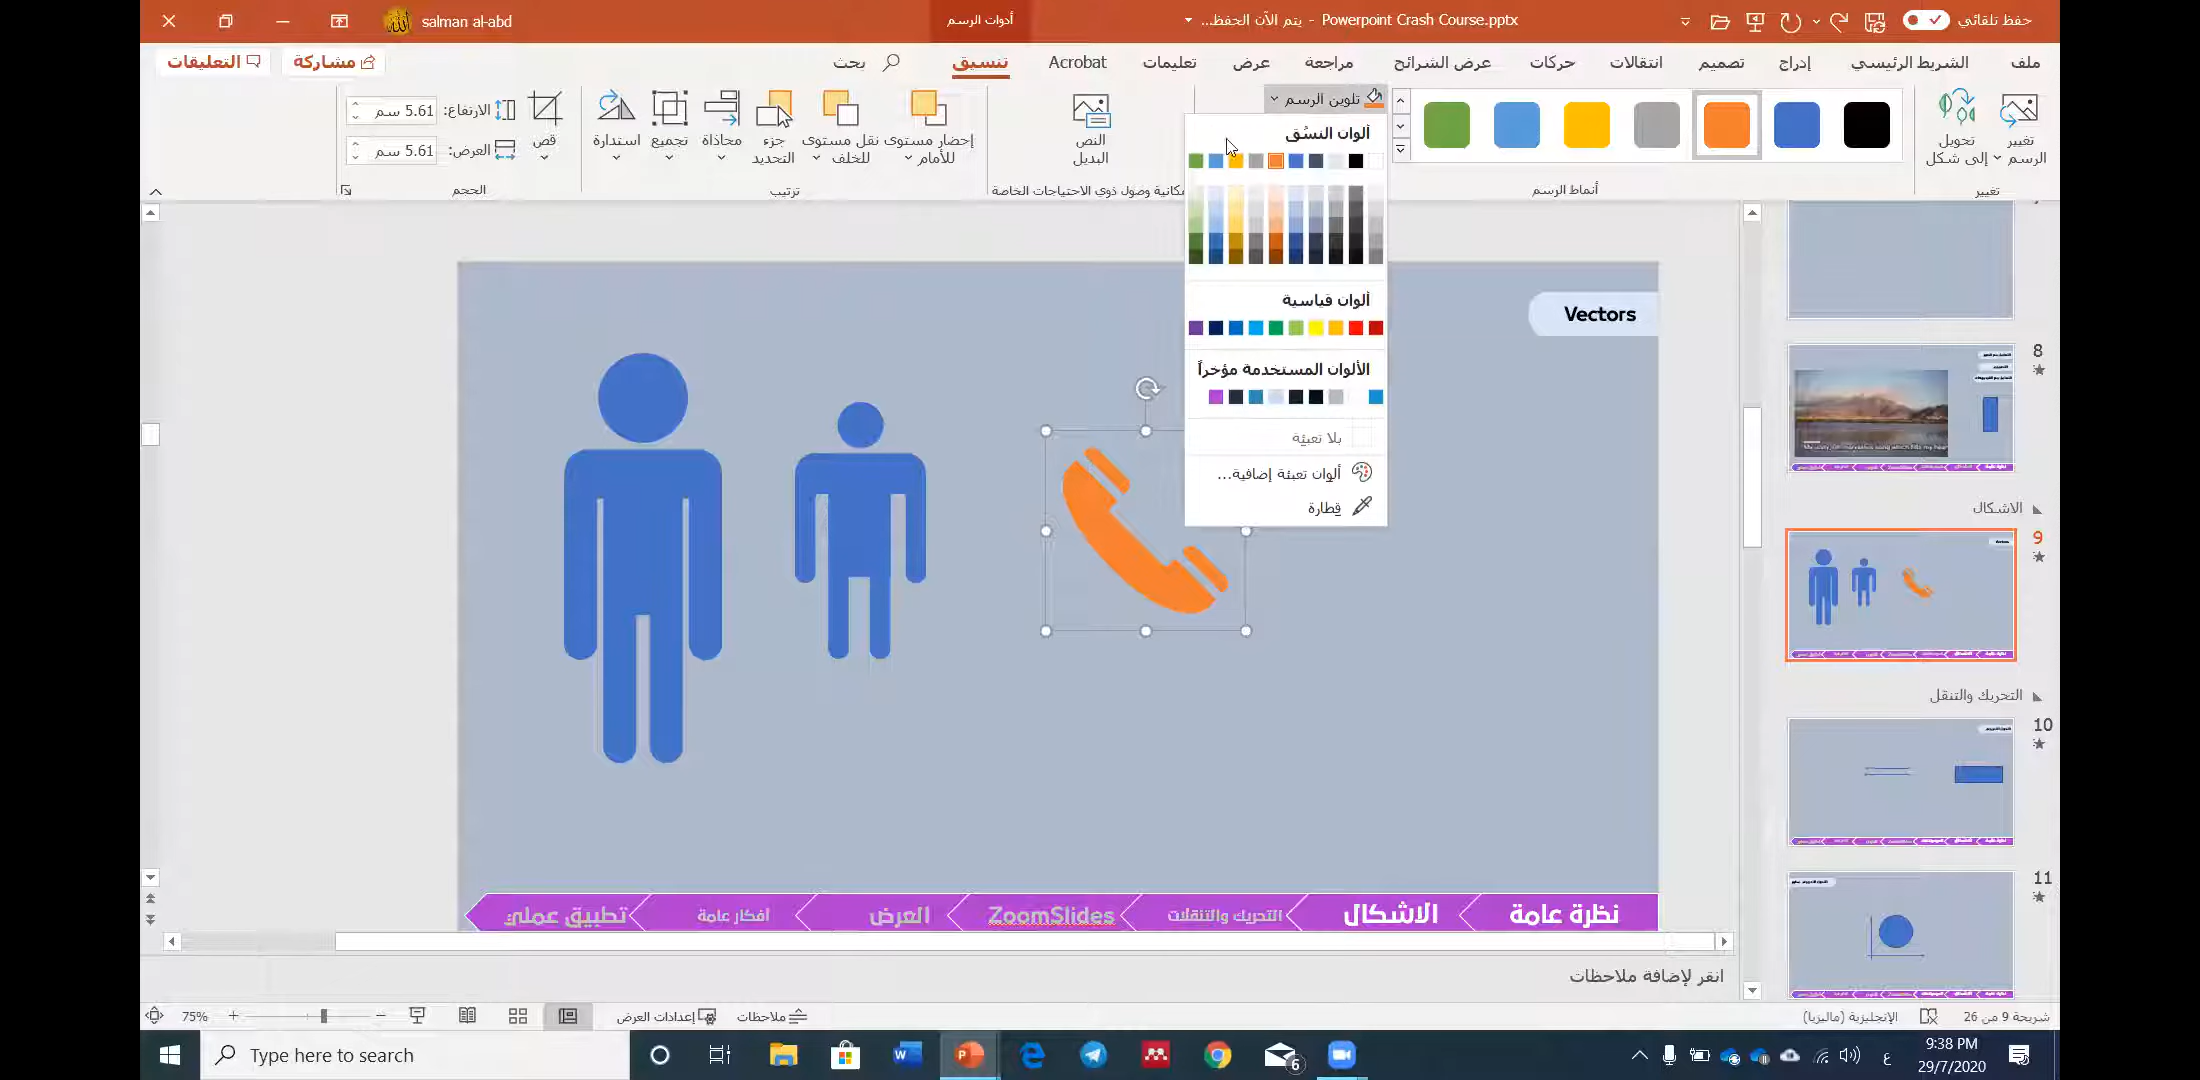 حفظ تلقائي
Powerpoint Crash Course.pptx - يتم الآن الحفظ...
أدوات الرسم
salman al-abd
ملف
الشريط الرئيسي
إدراج
تصميم
انتقالات
حركات
عرض الشرائح
مراجعة
عرض
تعليمات
Acrobat
تنسيق
بحث
مشاركة
التعليقات
تغيير الرسم
تحويل إلى شكل
تغيير
أنماط الرسم
تلوين الرسم
ألوان النسُق
ألوان قياسية
الألوان المستخدمة مؤخراً
بلا تعبئة
ألوان تعبئة إضافية...
قطارة
النص البديل
مكانية وصول ذوي الاحتياجات الخاصة
إحضار مستوى للأمام
نقل مستوى للخلف
جزء التحديد
محاذاة
تجميع
استدارة
ترتيب
قص
الارتفاع: 5.61 سم
العرض: 5.61 سم
الحجم
Vectors
نظرة عامة
الاشكال
التحريك والتنقلات
ZoomSlides
العرض
افكار عامة
تطبيق عملي
8
الاشكال
9
التحريك والتنقل
10
11
انقر لإضافة ملاحظات
شريحة 9 من 26
الإنجليزية (ماليزيا)
ملاحظات
إعدادات العرض
75%
Type here to search
6
ع
9:38 PM
29/7/2020